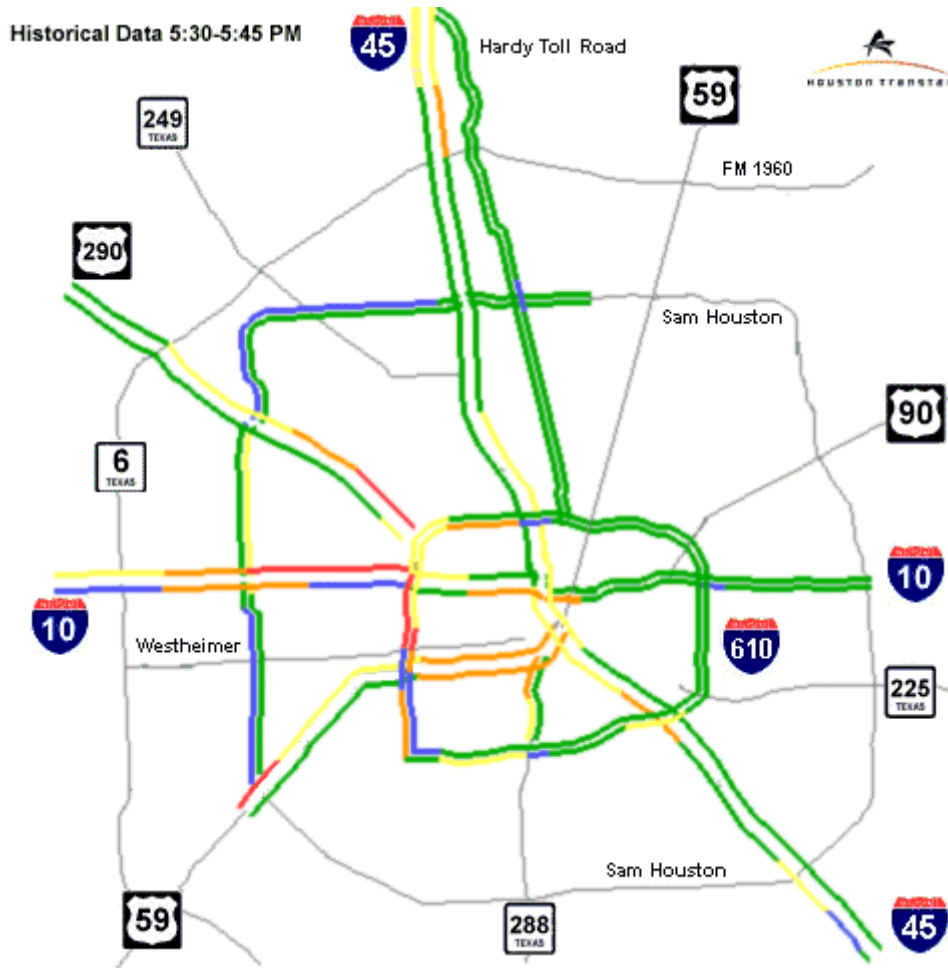 Historical Data 5:30-5:45 PM
45
Hardy Toll Road
HOUSTON TRANSTA
59
249
TEXAS
FM 1960
290
Sam Houston
90
6
TEXAS
10
10
Westheimer
610
225
TEXAS
Sam Houston
59
288
TEXAS
45